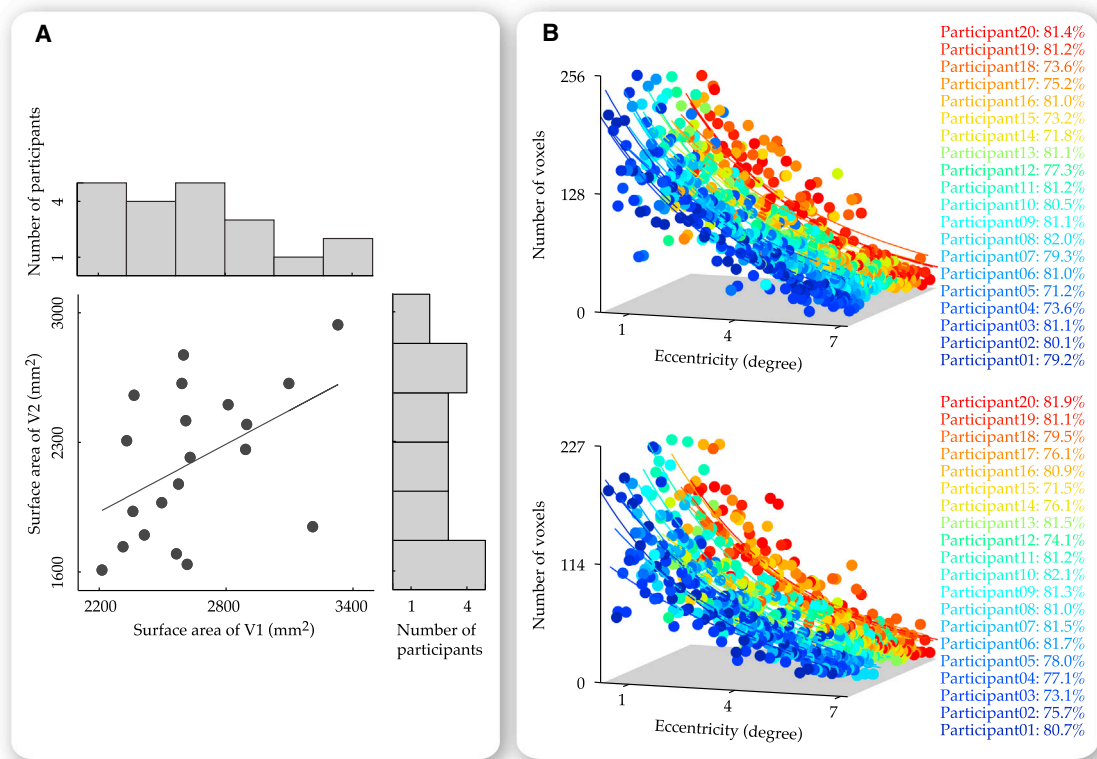 A
Number of participants
4
1
3000
2300
1600
Surface area of V2 (mm²)
2200 2800 3400
Surface area of V1 (mm²)
1 4
Number of
participants
B
256
128
0
Number of voxels
1 4 7
Eccentricity (degree)
Participant20: 81.4%
Participant19: 81.2%
Participant18: 73.6%
Participant17: 75.2%
Participant16: 81.0%
Participant15: 73.2%
Participant14: 71.8%
Participant13: 81.1%
Participant12: 77.3%
Participant11: 81.2%
Participant10: 80.5%
Participant09: 81.1%
Participant08: 82.0%
Participant07: 79.3%
Participant06: 81.0%
Participant05: 71.2%
Participant04: 73.6%
Participant03: 81.1%
Participant02: 80.1%
Participant01: 79.2%
227
114
0
Number of voxels
1 4 7
Eccentricity (degree)
Participant20: 81.9%
Participant19: 81.1%
Participant18: 79.5%
Participant17: 76.1%
Participant16: 80.9%
Participant15: 71.5%
Participant14: 76.1%
Participant13: 81.5%
Participant12: 74.1%
Participant11: 81.2%
Participant10: 82.1%
Participant09: 81.3%
Participant08: 81.0%
Participant07: 81.5%
Participant06: 81.7%
Participant05: 78.0%
Participant04: 77.1%
Participant03: 73.1%
Participant02: 75.7%
Participant01: 80.7%